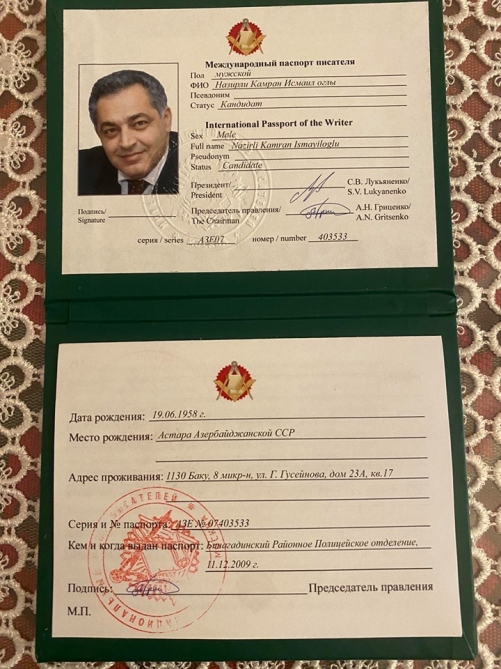 Международный паспорт писателя
Пол мужской
ФИО Назирли Камран Исмаил оглы
Псевдоним
Статус Кандидат
International Passport of the Writer
Sex Male
Full name Nazirli Kamran Ismayiloglu
Pseudonym
Status Candidate
Президент/ С.В. Лукьяненко/
President S.V. Lukyanenko
Подпись/ Председатель правления/ А.Н. Гриценко/
Signature The Chairman A.N. Gritsenko
серия / series АЗЕ07 номер / number 403533
Дата рождения: 19.06.1958 г.
Место рождения: Астара Азербайджанской ССР
Адрес проживания: 1130 Баку, 8 микр-н, ул. Г. Гусейнова, дом 23А, кв.17
Серия и № паспорта: АЗЕ № 07403533
Кем и когда выдан паспорт: Бинагадинский Районное Полицейское отделение,
11.12.2009 г.
Подпись: Председатель правления
М.П.